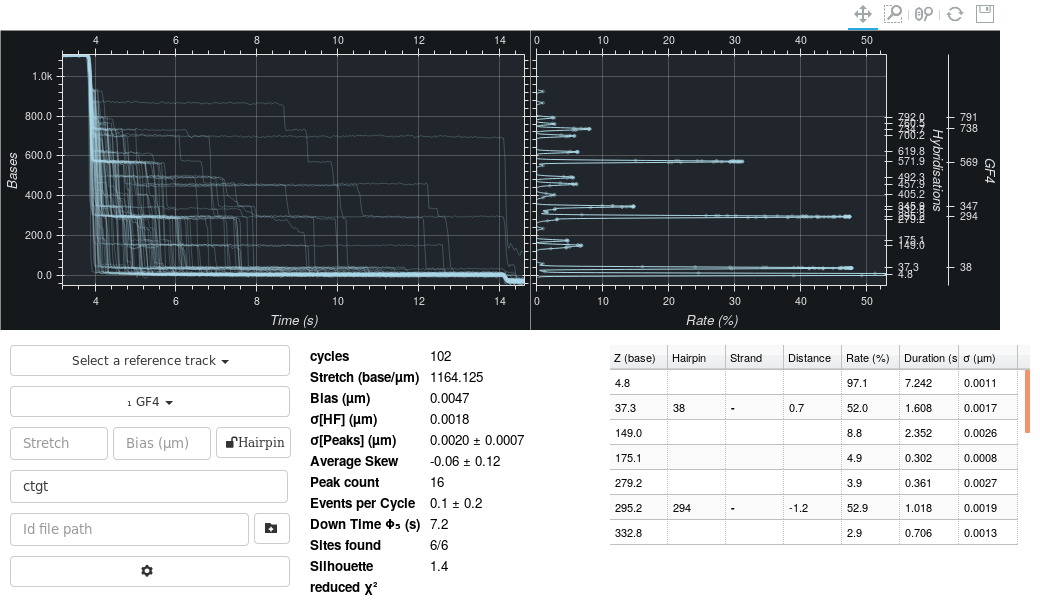 4 6 8 10 12 14
0 10 20 30 40 50
1.0k
800.0
600.0
400.0
200.0
0.0
Bases
4 6 8 10 12 14
Time (s)
0 10 20 30 40 50
Rate (%)
792.0
700.2
619.8
571.9
492.3
457.9
405.2
279.2
175.1
149.0
37.3
4.8
Hybridisations
791
738
569
347
294
38
GF4
Select a reference track
1 GF4
Stretch Bias (µm) Hairpin
ctgt
Id file path
cycles 102
Stretch (base/µm) 1164.125
Bias (µm) 0.0047
σ[HF] (µm) 0.0018
σ[Peaks] (µm) 0.0020 ± 0.0007
Average Skew -0.06 ± 0.12
Peak count 16
Events per Cycle 0.1 ± 0.2
Down Time Φ₅ (s) 7.2
Sites found 6/6
Silhouette 1.4
reduced χ²
Z (base) Hairpin Strand Distance Rate (%) Duration (s σ (µm)
4.8 97.1 7.242 0.0011
37.3 38 - 0.7 52.0 1.608 0.0017
149.0 8.8 2.352 0.0026
175.1 4.9 0.302 0.0008
279.2 3.9 0.361 0.0027
295.2 294 - -1.2 52.9 1.018 0.0019
332.8 2.9 0.706 0.0013